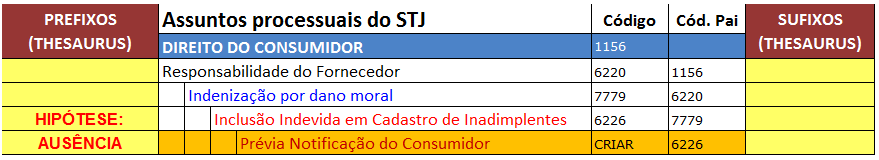 PREFIXOS (THESAURUS) Assuntos processuais do STJ Código Cód. Pai SUFIXOS (THESAURUS)
DIREITO DO CONSUMIDOR 1156
Responsabilidade do Fornecedor 6220 1156
Indenização por dano moral 7779 6220
HIPÓTESE: Inclusão Indevida em Cadastro de Inadimplentes 6226 7779
AUSÊNCIA Prévia Notificação do Consumidor CRIAR 6226